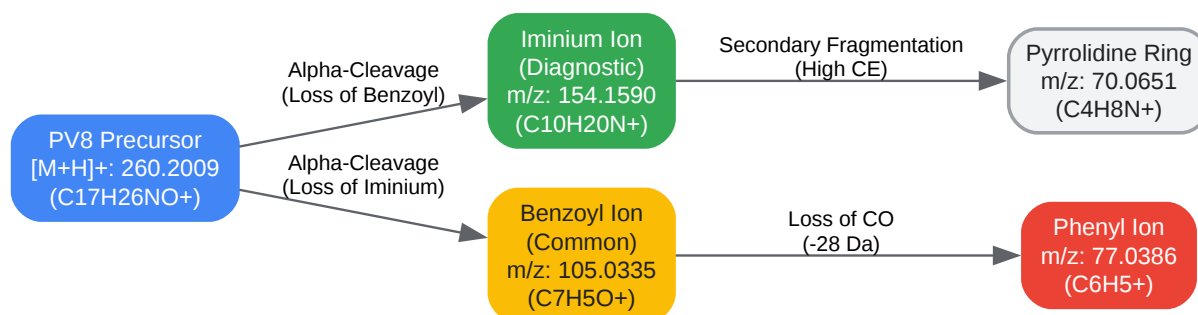 PV8 Precursor
[M+H]+: 260.2009
(C17H26NO+)
Alpha-Cleavage
(Loss of Benzoyl)
Alpha-Cleavage
(Loss of Iminium)
Iminium Ion
(Diagnostic)
m/z: 154.1590
(C10H20N+)
Benzoyl Ion
(Common)
m/z: 105.0335
(C7H5O+)
Secondary Fragmentation
(High CE)
Loss of CO
(-28 Da)
Pyrrolidine Ring
m/z: 70.0651
(C4H8N+)
Phenyl Ion
m/z: 77.0386
(C6H5+)